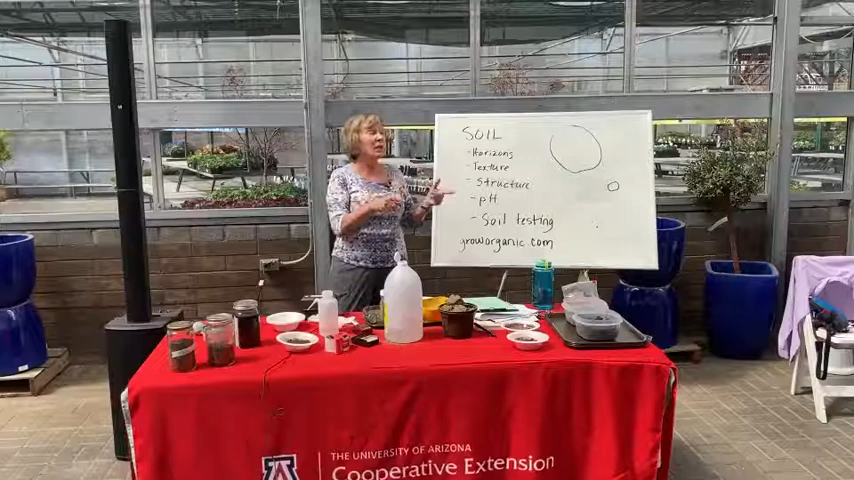 SOIL
- Horizons
- Texture
- Structure
- pH
- Soil testing
groworganic.com
THE UNIVERSITY OF ARIZONA
Cooperative Extension
A